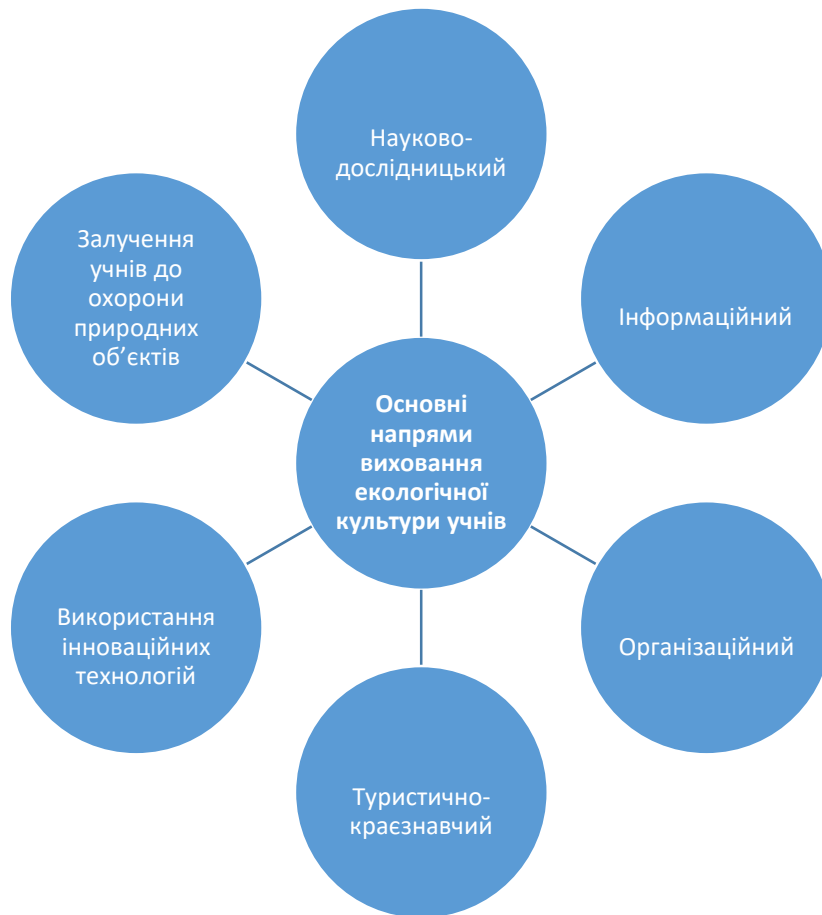 Науково-
дослідницький
Залучення
учнів до
охорони
природних
об’єктів
Інформаційний
Основні
напрями
виховання
екологічної
культури учнів
Використання
інноваційних
технологій
Організаційний
Туристично-
краєзнавчий